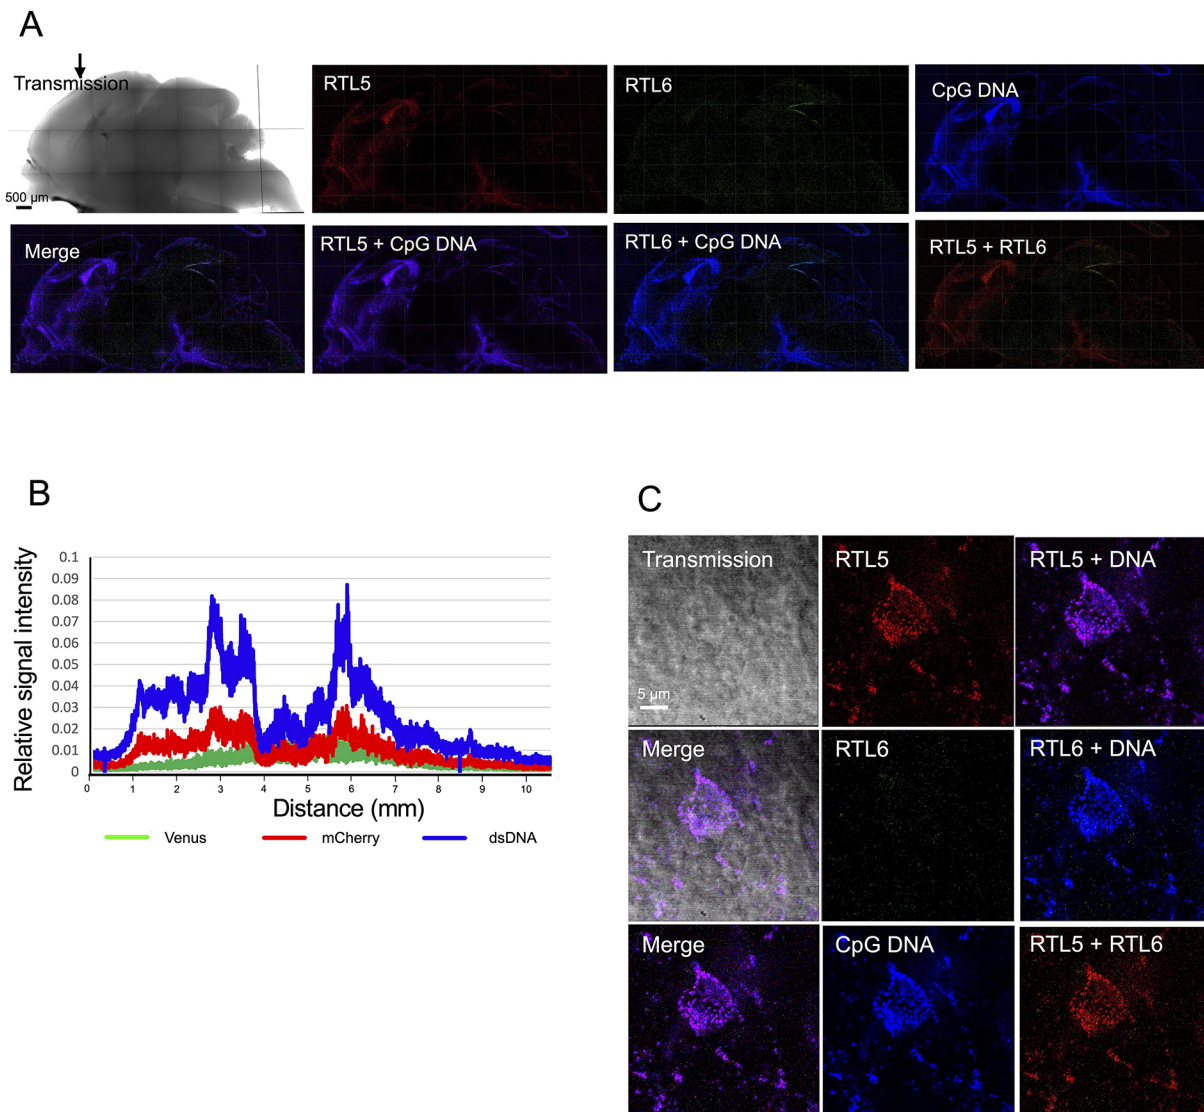 A
Transmission
500 µm
RTL5
RTL6
CpG DNA
Merge
RTL5 + CpG DNA
RTL6 + CpG DNA
RTL5 + RTL6
B
Relative signal intensity
0.1
0.09
0.08
0.07
0.06
0.05
0.04
0.03
0.02
0.01
0
0 1 2 3 4 5 6 7 8 9 10
Distance (mm)
Venus mCherry dsDNA
C
Transmission
5 µm
RTL5
RTL5 + DNA
Merge
RTL6
RTL6 + DNA
Merge
CpG DNA
RTL5 + RTL6